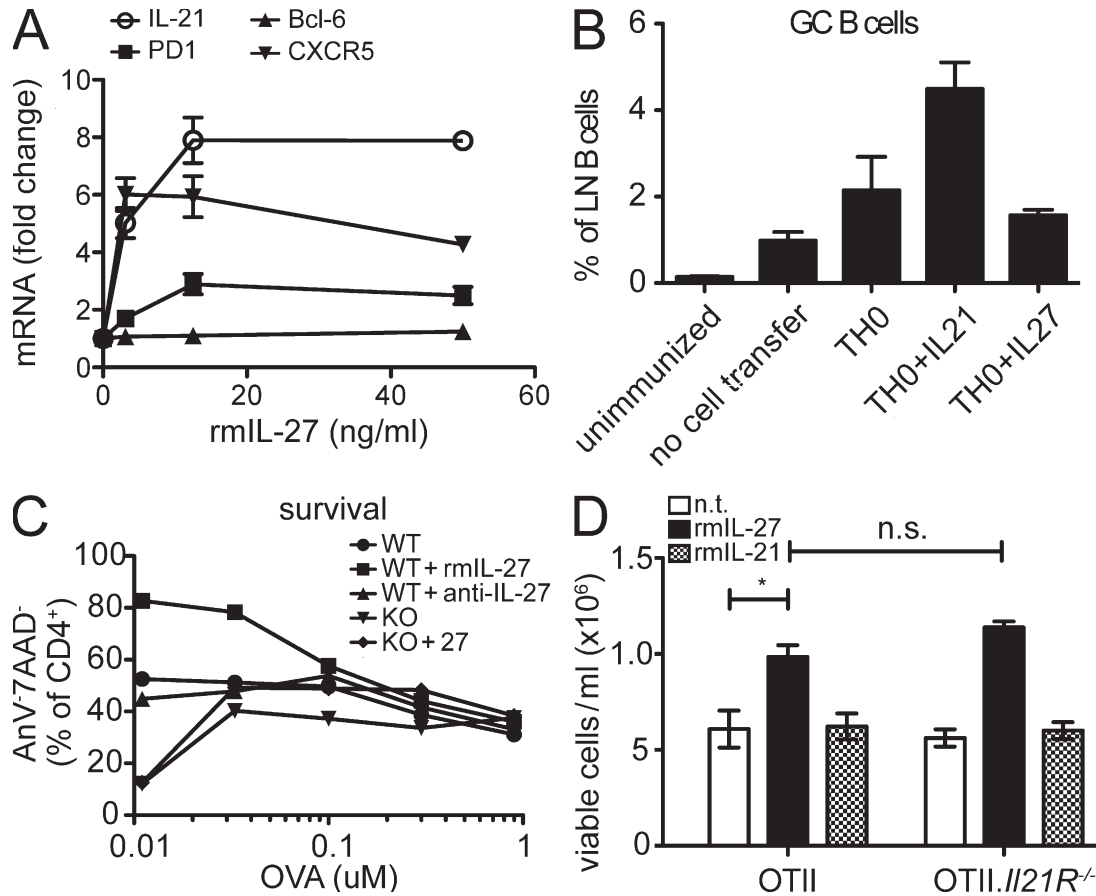 A
IL-21
Bcl-6
PD1
CXCR5
mRNA (fold change)
10
8
6
4
2
0
0 20 40 60
rmIL-27 (ng/ml)
B
GC B cells
% of LN B cells
6
4
2
0
unimmunized
no cell transfer
TH0
TH0+IL21
TH0+IL27
C
survival
WT
WT + rmIL-27
WT + anti-IL-27
KO
KO + 27
AnV-7AAD-
(% of CD4+)
100
80
60
40
20
0
0.01 0.1 1
OVA (uM)
D
n.t.
rmIL-27
rmIL-21
n.s.
*
viable cells/ml (x10⁶)
1.5
1.0
5
0
OTII
OTII.Il21R-/-